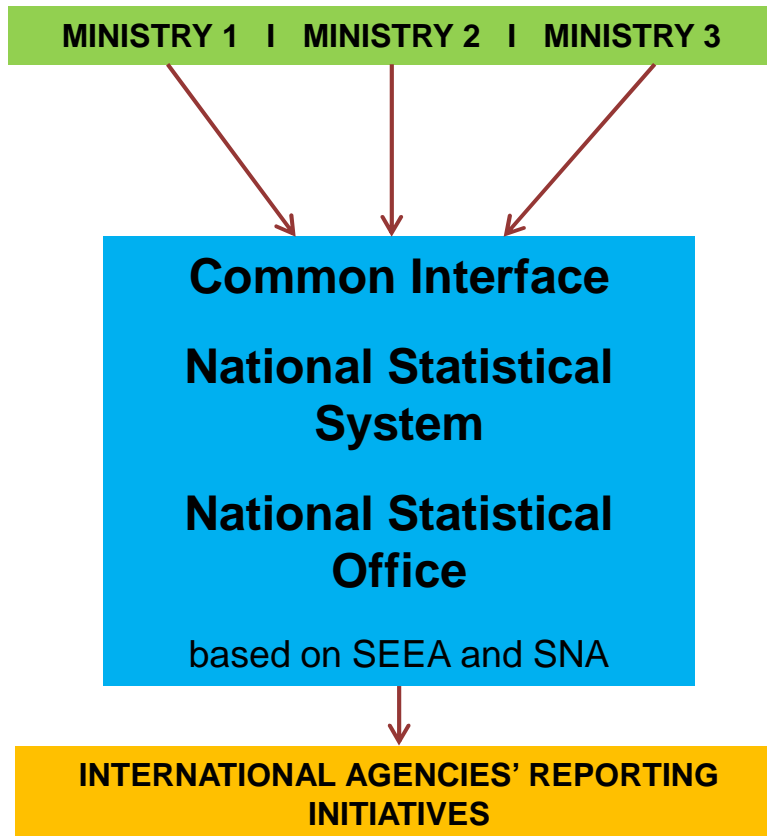 MINISTRY 1 I MINISTRY 2 I MINISTRY 3
Common Interface
National Statistical
System
National Statistical
Office
based on SEEA and SNA
INTERNATIONAL AGENCIES’ REPORTING
INITIATIVES